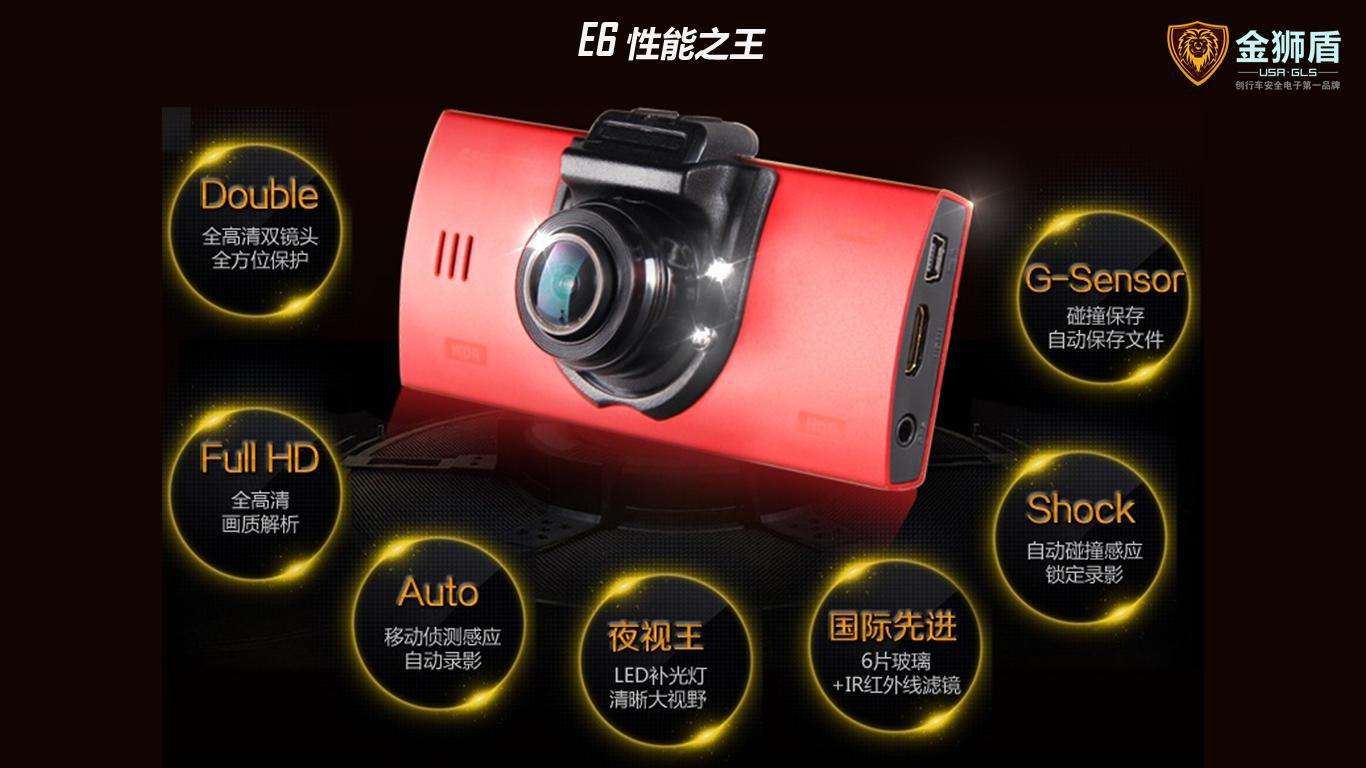 E6 性能之王
金狮盾
USA·GLS
创行车安全电子第一品牌
Double
全高清双镜头
全方位保护
G-Sensor
碰撞保存
自动保存文件
Full HD
全高清
画质解析
Shock
自动碰撞感应
锁定录影
Auto
移动侦测感应
自动录影
夜视王
LED补光灯
清晰大视野
国际先进
6片玻璃
+IR红外线滤镜